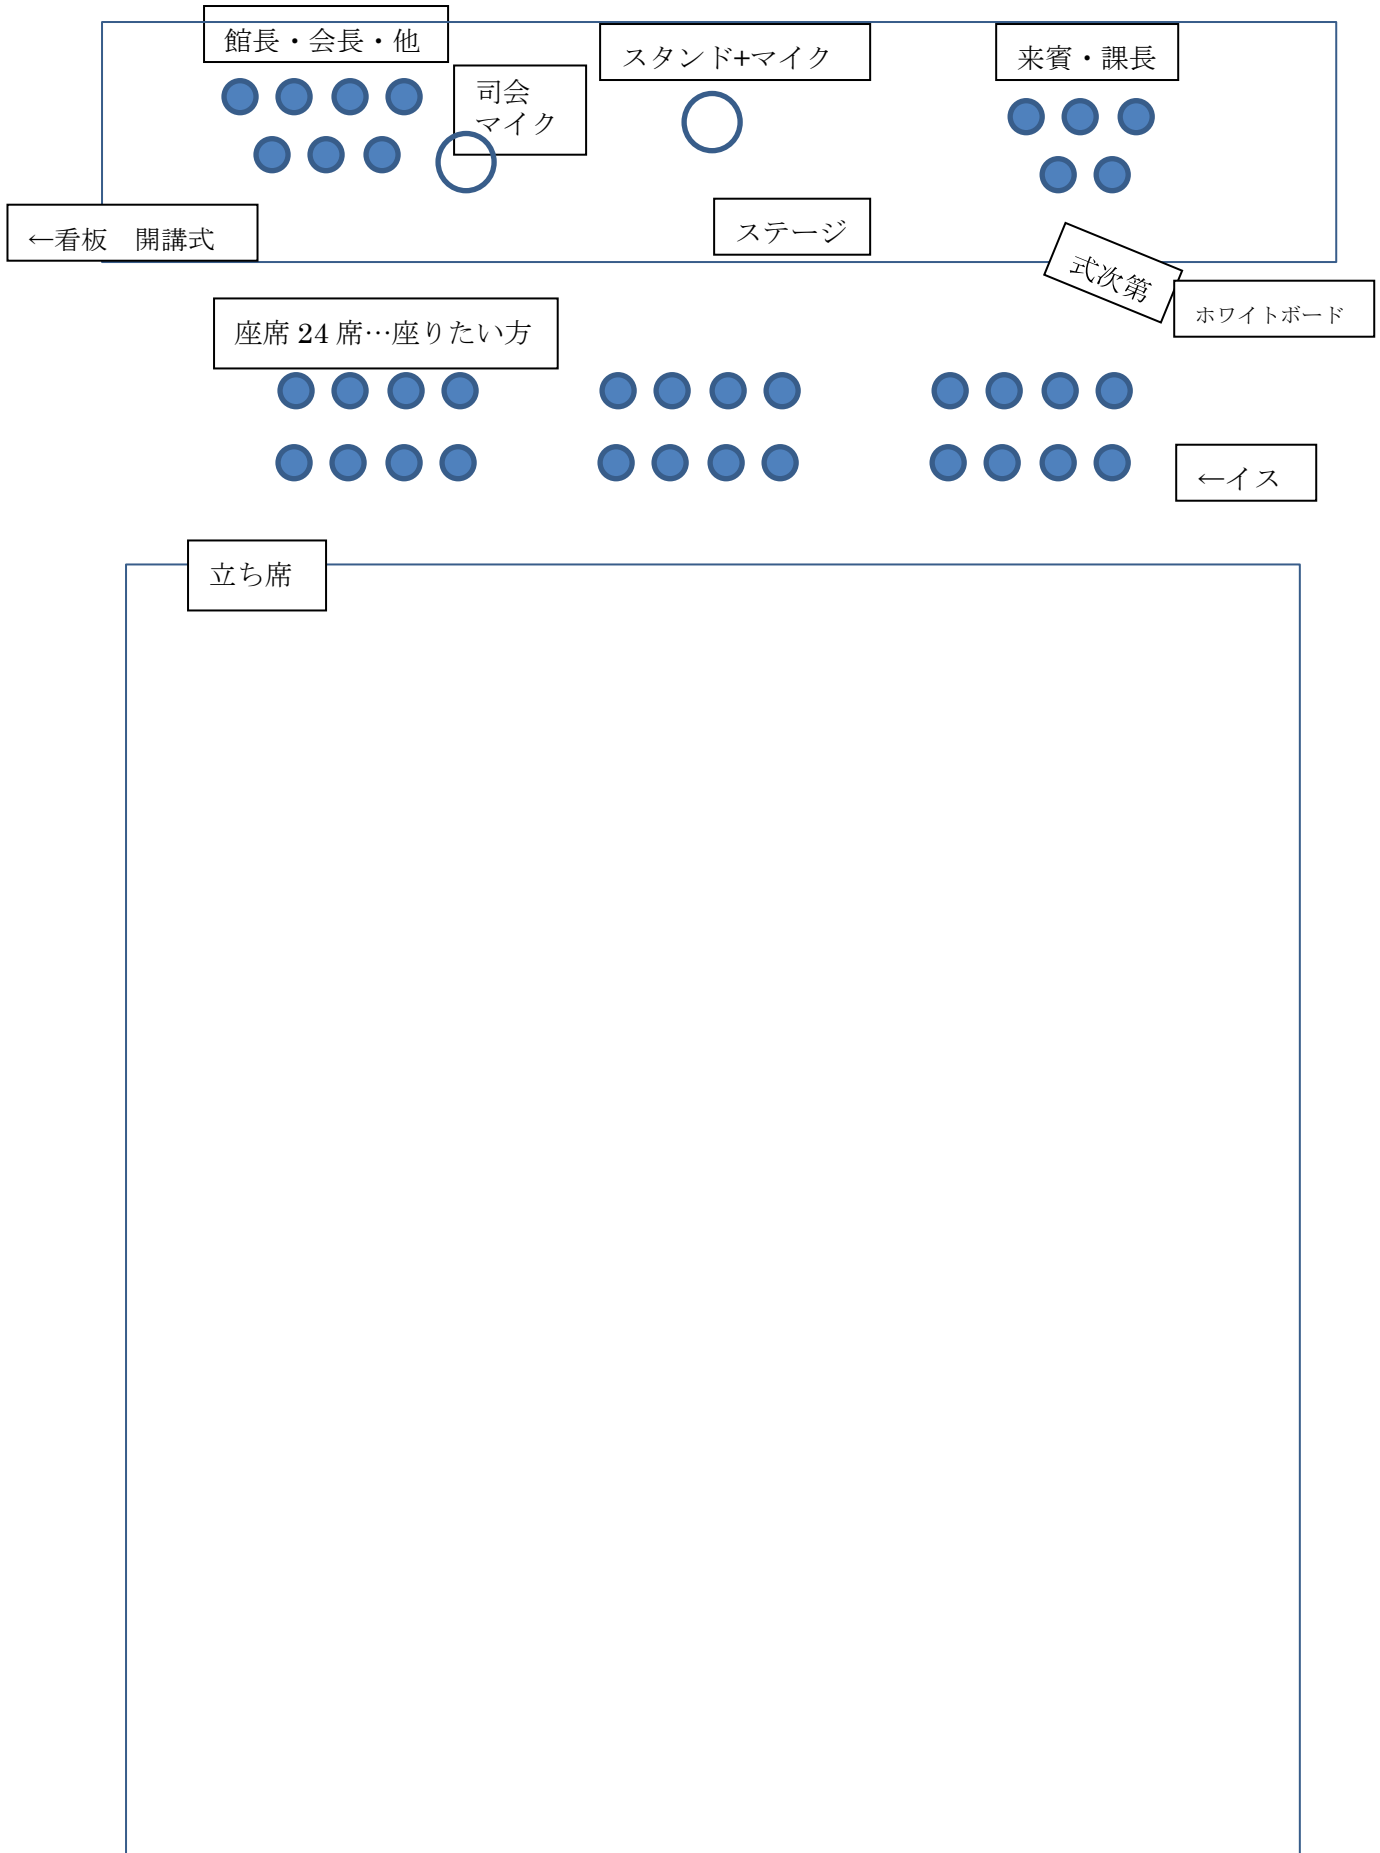 館長・会長・他
スタンド+マイク
来賓・課長
司会
マイク
ステージ
←看板　開講式
式次第
ホワイトボード
座席 24 席…座りたい方
←イス
立ち席